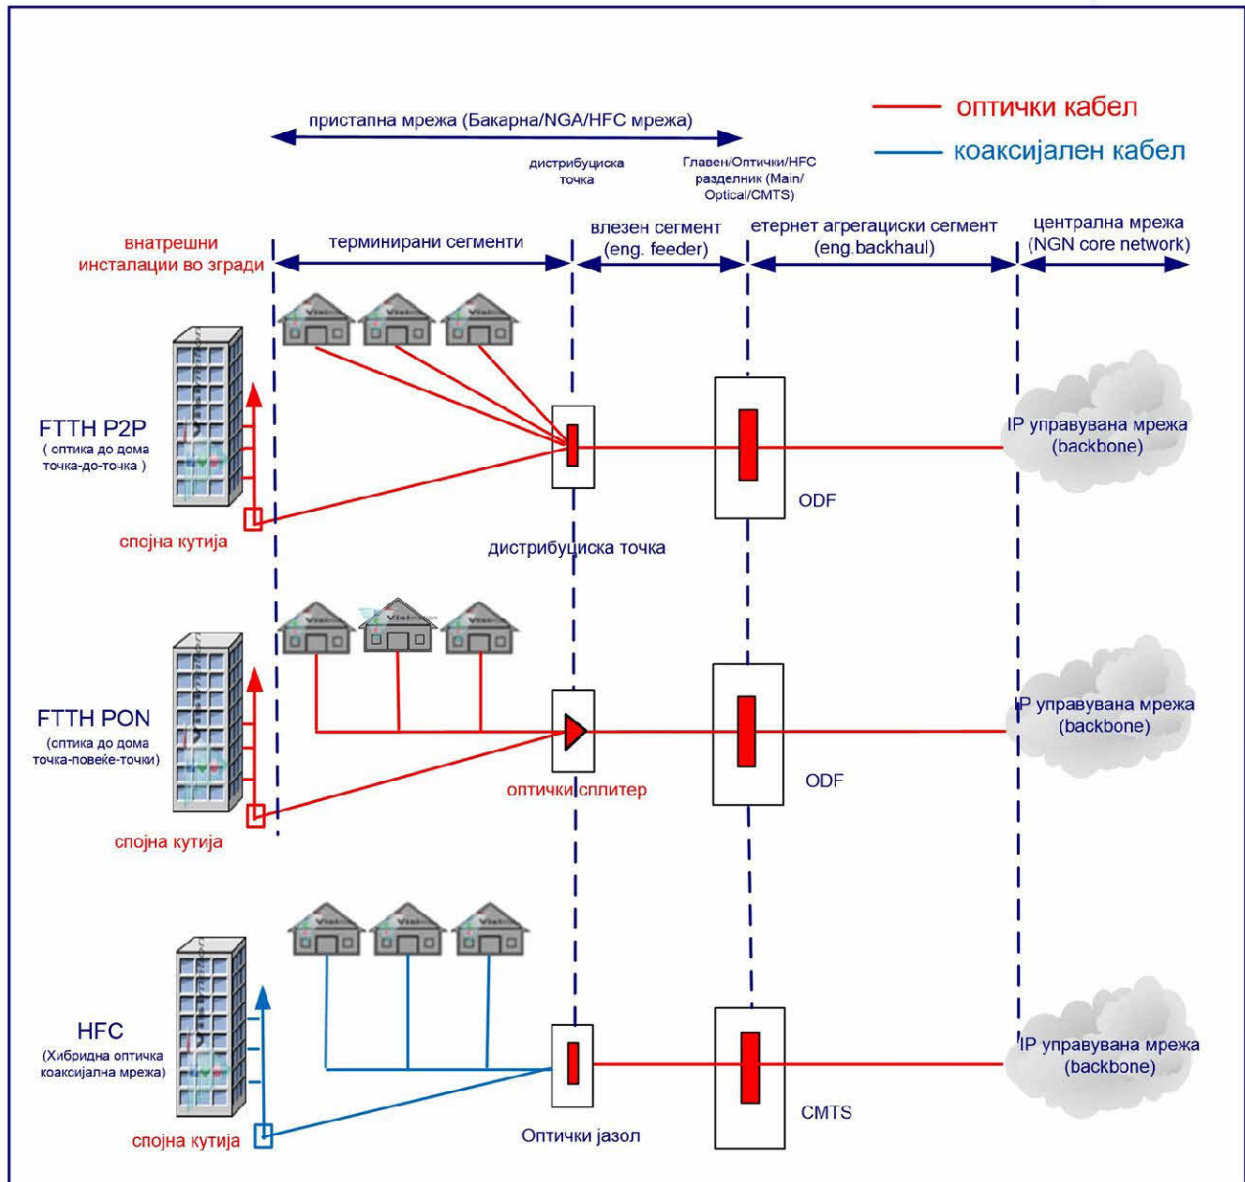 оптички кабел
коаксијален кабел
пристапна мрежа (Бакарна/NGA/HFC мрежа)
дистрибуциска
точка
Главен/Оптички/HFC
разделник (Main/
Optical/CMTS)
внатрешни
инсталации во згради
терминирани сегменти
влезен сегмент
(eng. feeder)
етернет агрегациски сегмент
(eng.backhaul)
централна мрежа
(NGN core network)
FTTH P2P
( оптика до дома
точка-до-точка )
спојна кутија
дистрибуциска точка
ODF
IP управувана мрежа
(backbone)
FTTH PON
(оптика до дома
точка-повеќе-точки)
спојна кутија
оптички сплитер
ODF
IP управувана мрежа
(backbone)
HFC
(Хибридна оптичка
коаксијална мрежа)
спојна кутија
Оптички јазол
CMTS
IP управувана мрежа
(backbone)